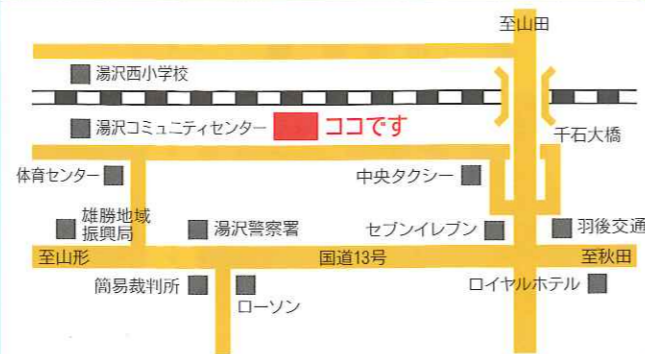 至山田
湯沢西小学校
湯沢コミュニティセンター
ココです
千石大橋
体育センター
中央タクシー
雄勝地域
振興局
湯沢警察署
セブンイレブン
羽後交通
至山形
国道13号
至秋田
簡易裁判所
ローソン
ロイヤルホテル